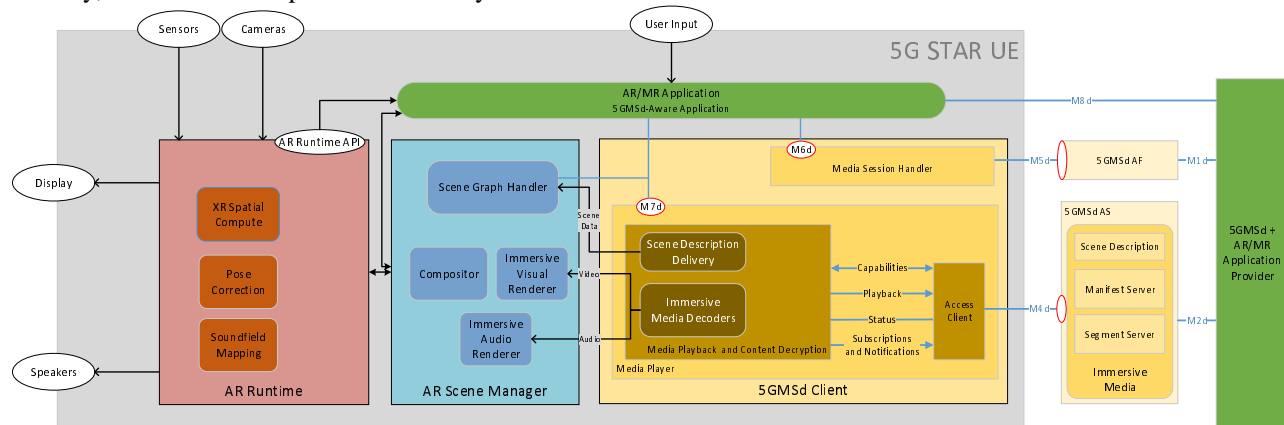 Sensors
Cameras
User Input
5G STAR UE
AR/MR Application
5GMSd-Aware Application
M8d
AR Runtime API
M6d
Media Session Handler
M5d
5GMSd AF
M1d
Display
Scene Graph Handler
M7d
XR Spatial
Compute
Scene
Data
Scene Description
Delivery
5GMSd AS
Scene Description
5GMSd +
AR/MR
Application
Provider
Pose
Correction
Compositor
Immersive
Visual
Renderer
Video
Immersive
Media Decoders
Capabilities
Playback
Status
Subscriptions
and Notifications
Access
Client
M4d
Manifest Server
Segment Server
M2d
Soundfield
Mapping
Immersive
Audio
Renderer
Audio
Media Playback and Content Decryption
Media Player
Immersive
Media
Speakers
AR Runtime
AR Scene Manager
5GMSd Client